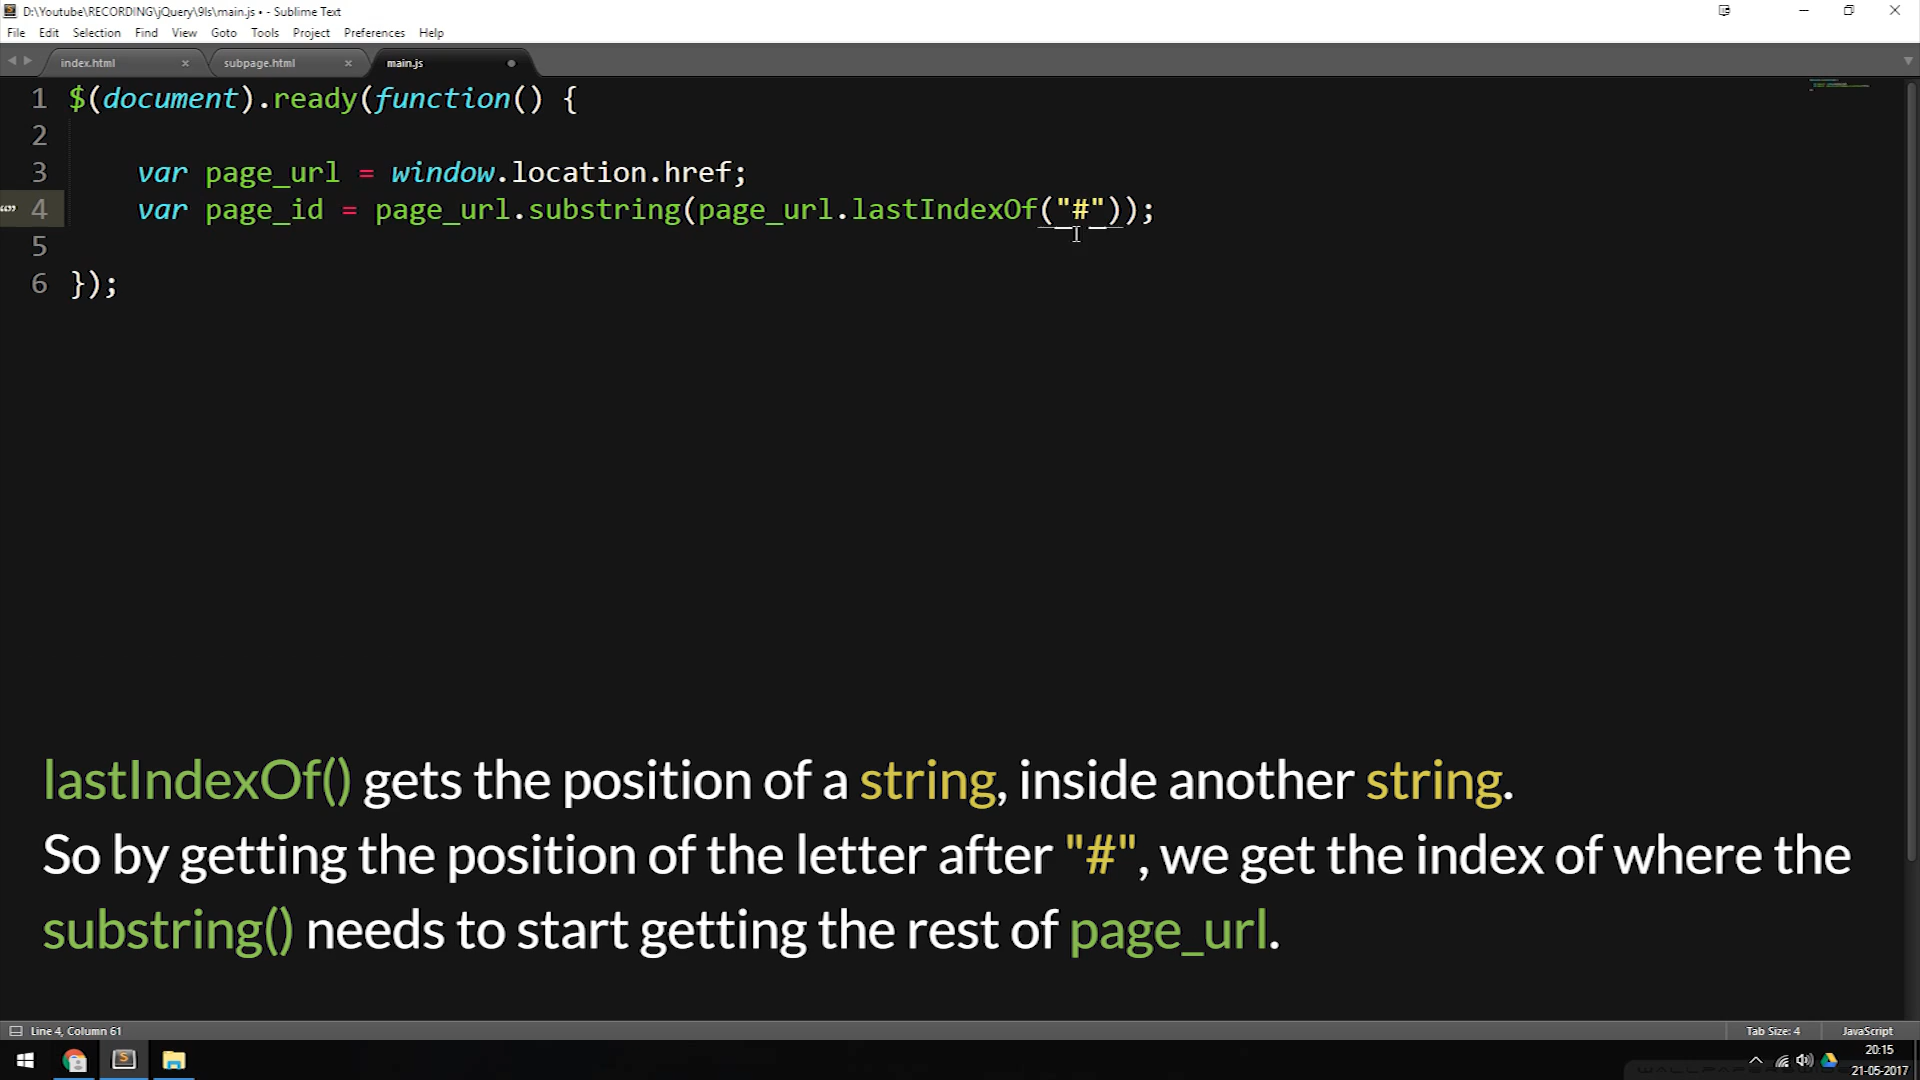 D:\Youtube\RECORDING\jQuery\9ls\main.js • - Sublime Text
File Edit Selection Find View Goto Tools Project Preferences Help
index.html × subpage.html × main.js
1 $(document).ready(function() {
2
3 var page_url = window.location.href;
4 var page_id = page_url.substring(page_url.lastIndexOf("#"));
5
6 });
lastIndexOf() gets the position of a string, inside another string.
So by getting the position of the letter after "#", we get the index of where the
substring() needs to start getting the rest of page_url.
Line 4, Column 61 Tab Size: 4 JavaScript
20:15
21-05-2017